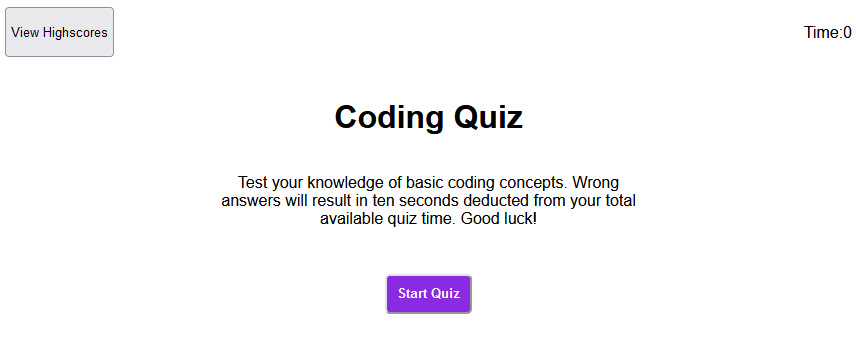 View Highscores
Time:0
Coding Quiz
Test your knowledge of basic coding concepts. Wrong
answers will result in ten seconds deducted from your total
available quiz time. Good luck!
Start Quiz